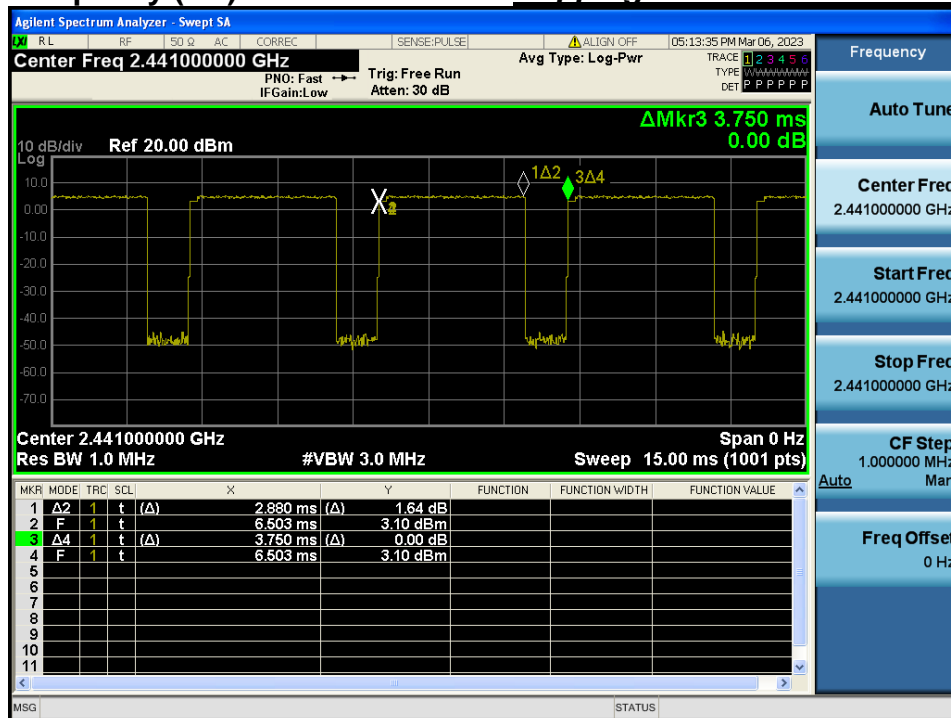 Agilent Spectrum Analyzer - Swept SA
LXI RL RF 50 Ω AC CORREC SENSE:PULSE ALIGN OFF 05:13:35 PM Mar 06, 2023
Center Freq 2.441000000 GHz
PNO: Fast
IFGain:Low
Trig: Free Run
Atten: 30 dB
Avg Type: Log-Pwr
TRACE 1 2 3 4 5 6
TYPE
DET P P P P P P
ΔMkr3 3.750 ms
0.00 dB
10 dB/div Ref 20.00 dBm
Log
10.0
0.00
-10.0
-20.0
-30.0
-40.0
-50.0
-60.0
-70.0
1Δ2
3Δ4
Center 2.441000000 GHz Span 0 Hz
Res BW 1.0 MHz #VBW 3.0 MHz Sweep 15.00 ms (1001 pts)
MKR MODE TRC SCL X Y FUNCTION FUNCTION WIDTH FUNCTION VALUE
1 Δ2 1 t (Δ) 2.880 ms (Δ) 1.64 dB
2 F 1 t 6.503 ms 3.10 dBm
3 Δ4 1 t (Δ) 3.750 ms (Δ) 0.00 dB
4 F 1 t 6.503 ms 3.10 dBm
5
6
7
8
9
10
11
MSG STATUS
Frequency
Auto Tune
Center Freq
2.441000000 GHz
Start Freq
2.441000000 GHz
Stop Freq
2.441000000 GHz
CF Step
1.000000 MHz
Auto Man
Freq Offset
0 Hz